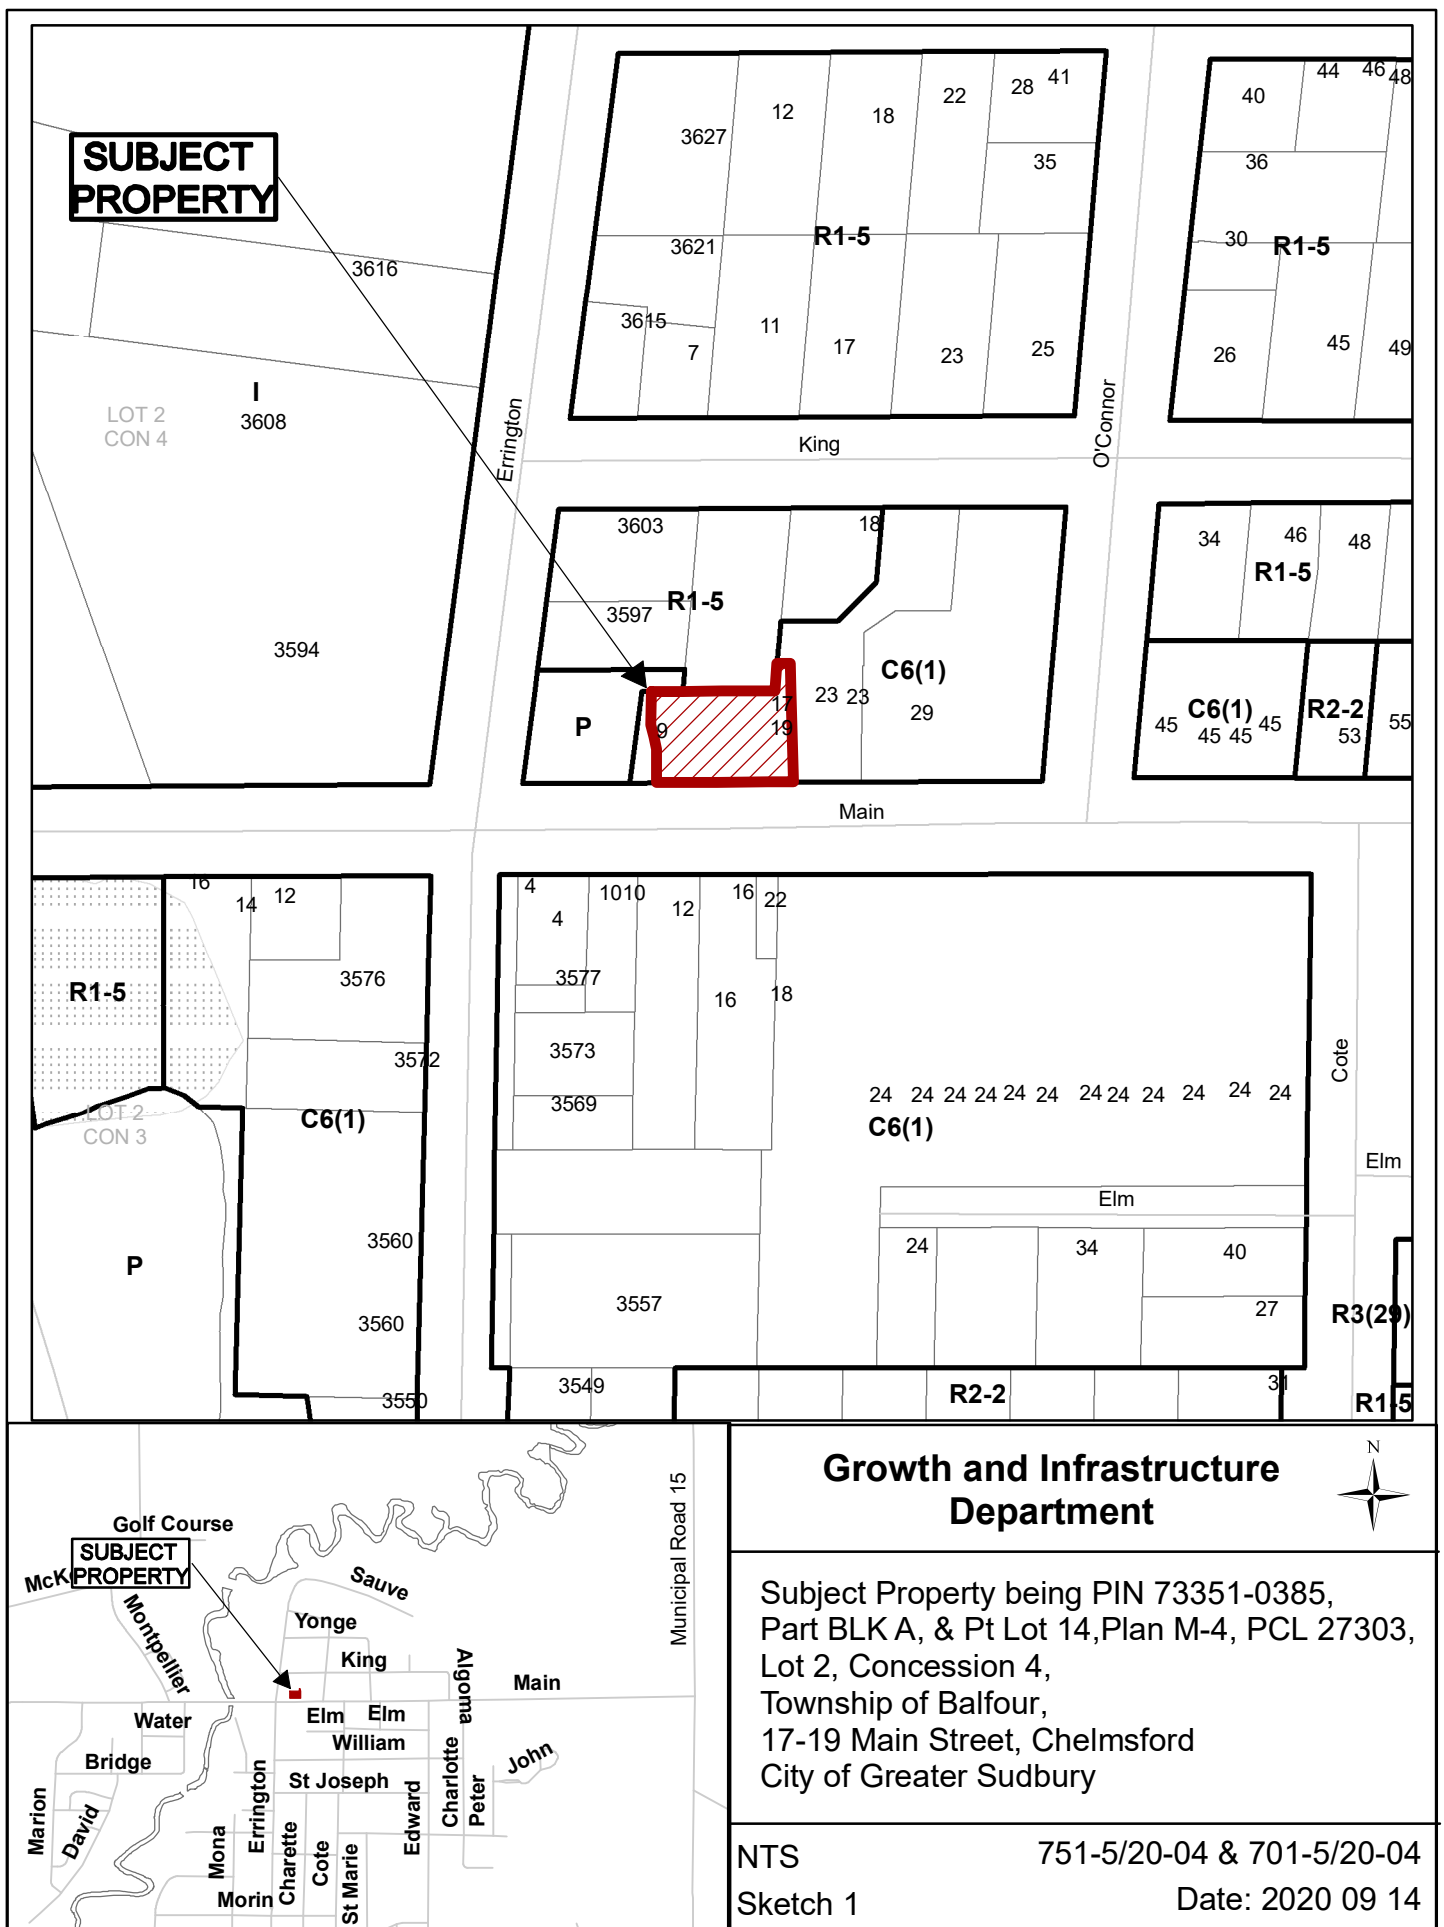 SUBJECT
PROPERTY
3627
12
18
22
28
41
35
40
44
46
48
36
R1-5
3621
30
R1-5
3616
3615
7
11
17
23
25
26
45
49
I
3608
LOT 2
CON 4
Errington
King
O'Connor
3603
18
34
46
48
R1-5
3597
R1-5
3594
C6(1)
P
9
17
19
23
23
29
45
C6(1)
45
45
45
R2-2
53
55
Main
16
14
12
4
4
1010
12
16
22
R1-5
3576
3577
16
18
3572
3573
Cote
3569
24 24 24 24 24 24 24 24 24 24 24 24
LOT 2
CON 3
C6(1)
C6(1)
Elm
Elm
P
3560
24
34
40
3557
27
R3(29)
3560
3549
R2-2
31
3550
R1-5
Golf Course
SUBJECT
PROPERTY
Montpellier
Sauve
Yonge
King
Algoma
Main
Municipal Road 15
Water
Elm
Elm
William
Bridge
St Joseph
John
Marion
David
Mona
Errington
Charette
Cote
St Marie
Edward
Charlotte
Peter
Morin
Growth and Infrastructure
Department
N
Subject Property being PIN 73351-0385,
Part BLK A, & Pt Lot 14,Plan M-4, PCL 27303,
Lot 2, Concession 4,
Township of Balfour,
17-19 Main Street, Chelmsford
City of Greater Sudbury
NTS
751-5/20-04 & 701-5/20-04
Sketch 1
Date: 2020 09 14